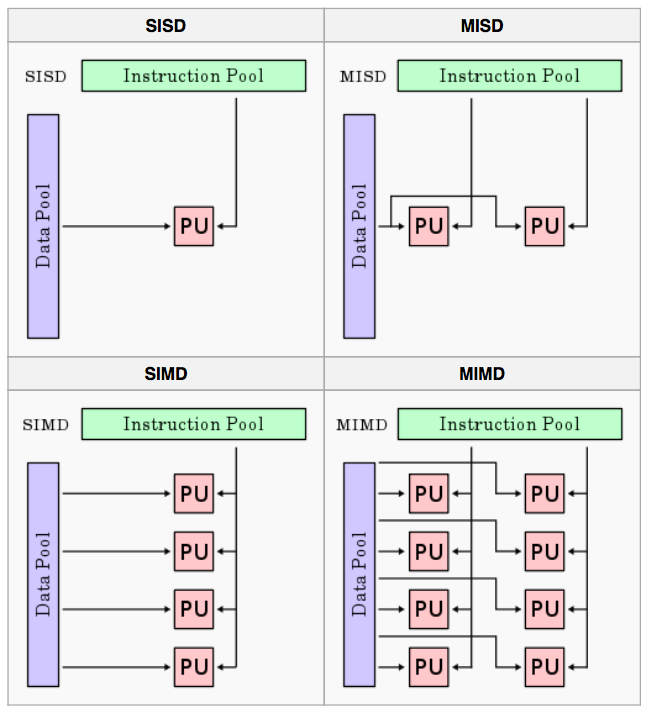 SISD
MISD
SISD
Instruction Pool
Data Pool
PU
MISD
Instruction Pool
Data Pool
PU
PU
SIMD
MIMD
SIMD
Instruction Pool
Data Pool
PU
PU
PU
PU
MIMD
Instruction Pool
Data Pool
PU
PU
PU
PU
PU
PU
PU
PU